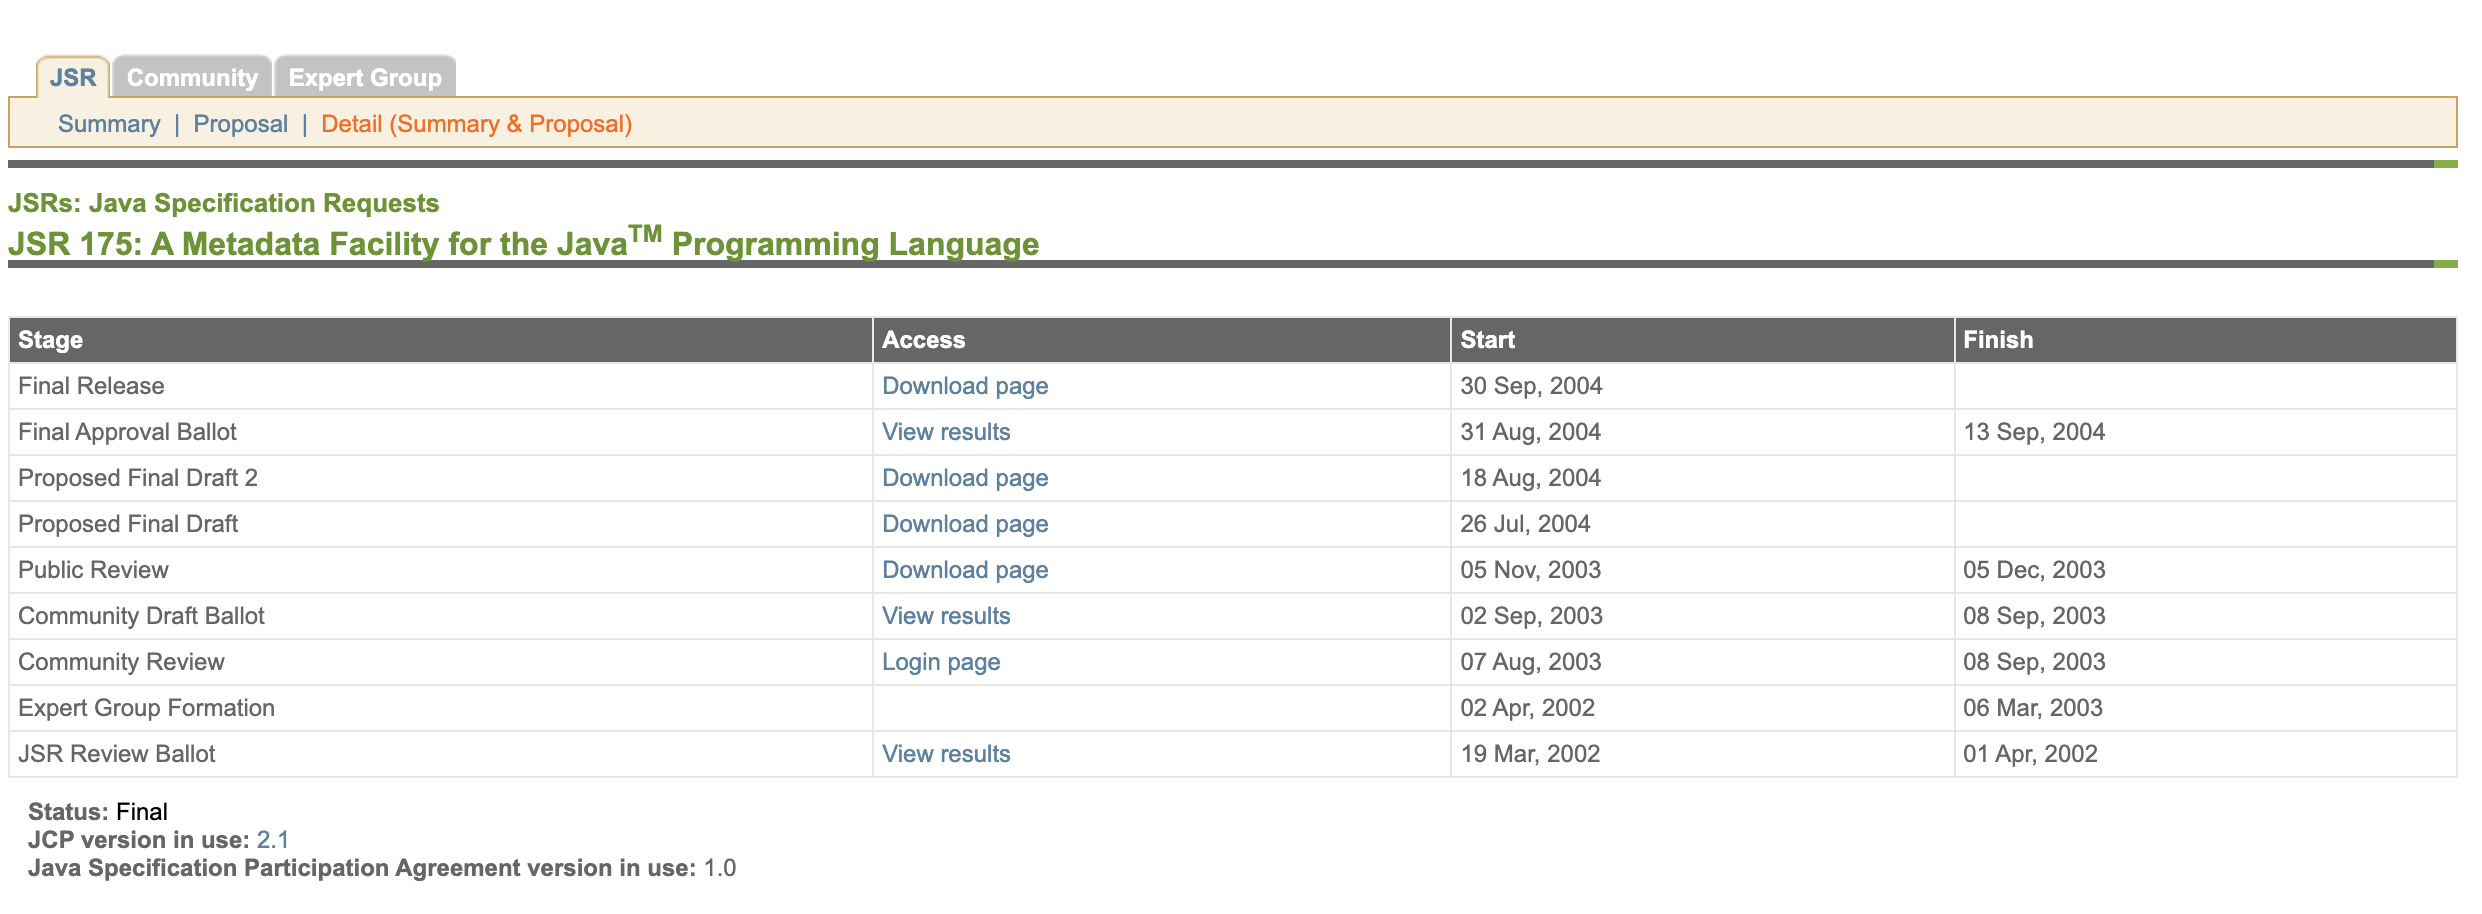 JSR Community Expert Group
Summary | Proposal | Detail (Summary & Proposal)
JSRs: Java Specification Requests
JSR 175: A Metadata Facility for the Java™ Programming Language
Stage Access Start Finish
Final Release Download page 30 Sep, 2004
Final Approval Ballot View results 31 Aug, 2004 13 Sep, 2004
Proposed Final Draft 2 Download page 18 Aug, 2004
Proposed Final Draft Download page 26 Jul, 2004
Public Review Download page 05 Nov, 2003 05 Dec, 2003
Community Draft Ballot View results 02 Sep, 2003 08 Sep, 2003
Community Review Login page 07 Aug, 2003 08 Sep, 2003
Expert Group Formation 02 Apr, 2002 06 Mar, 2003
JSR Review Ballot View results 19 Mar, 2002 01 Apr, 2002
Status: Final
JCP version in use: 2.1
Java Specification Participation Agreement version in use: 1.0